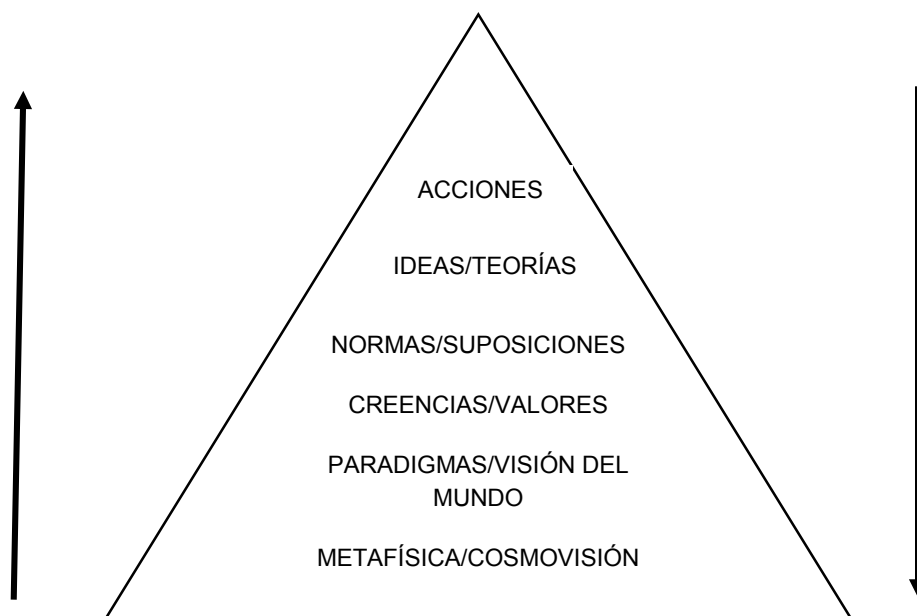 ACCIONES
IDEAS/TEORÍAS
NORMAS/SUPOSICIONES
CREENCIAS/VALORES
PARADIGMAS/VISIÓN DEL
MUNDO
METAFÍSICA/COSMOVISIÓN